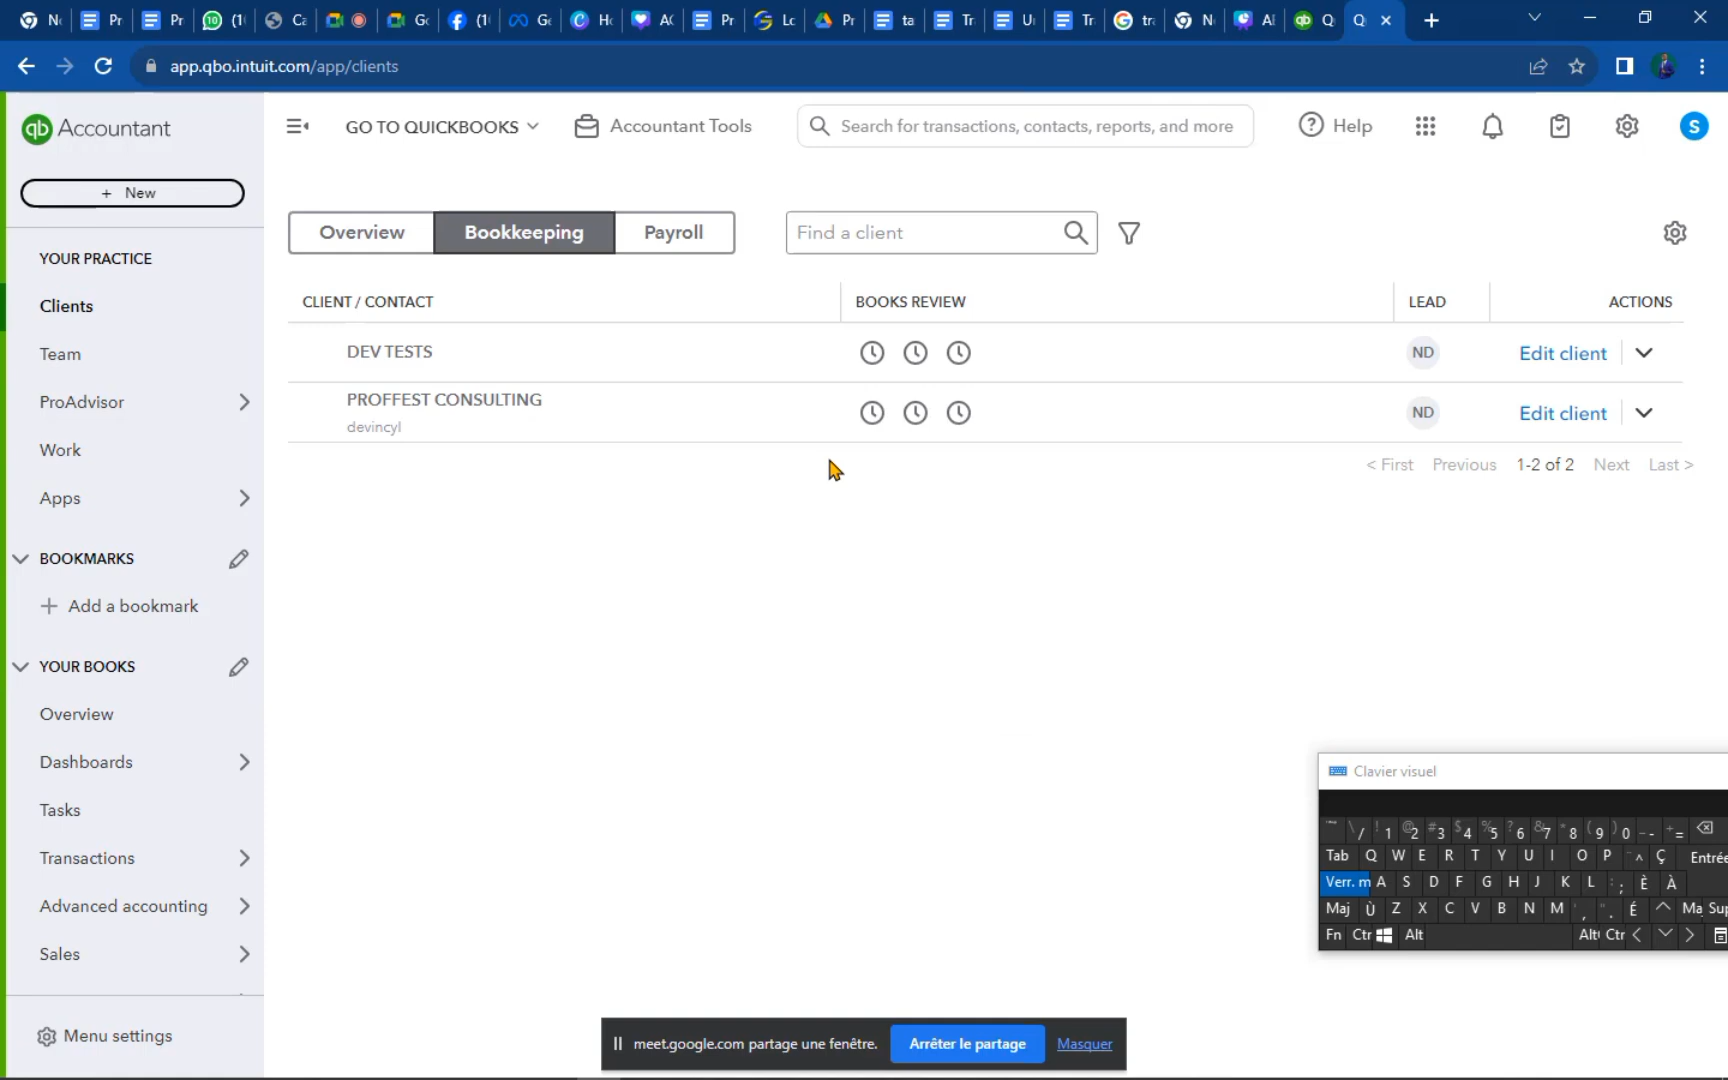 app.qbo.intuit.com/app/clients
qb Accountant
GO TO QUICKBOOKS
Accountant Tools
Search for transactions, contacts, reports, and more
Help
S
+ New
YOUR PRACTICE
Clients
Team
ProAdvisor
Work
Apps
BOOKMARKS
+ Add a bookmark
YOUR BOOKS
Overview
Dashboards
Tasks
Transactions
Advanced accounting
Sales
Menu settings
Overview
Bookkeeping
Payroll
Find a client
CLIENT / CONTACT
BOOKS REVIEW
LEAD
ACTIONS
DEV TESTS
ND
Edit client
PROFFEST CONSULTING
devincyl
ND
Edit client
< First Previous 1-2 of 2 Next Last >
Clavier visuel
Tab Q W E R T Y U I O P Ç Entrée
Verr. m A S D F G H J K L È À
Maj Ù Z X C V B N M É
Fn Ctr Alt
meet.google.com partage une fenêtre.
Arrêter le partage
Masquer